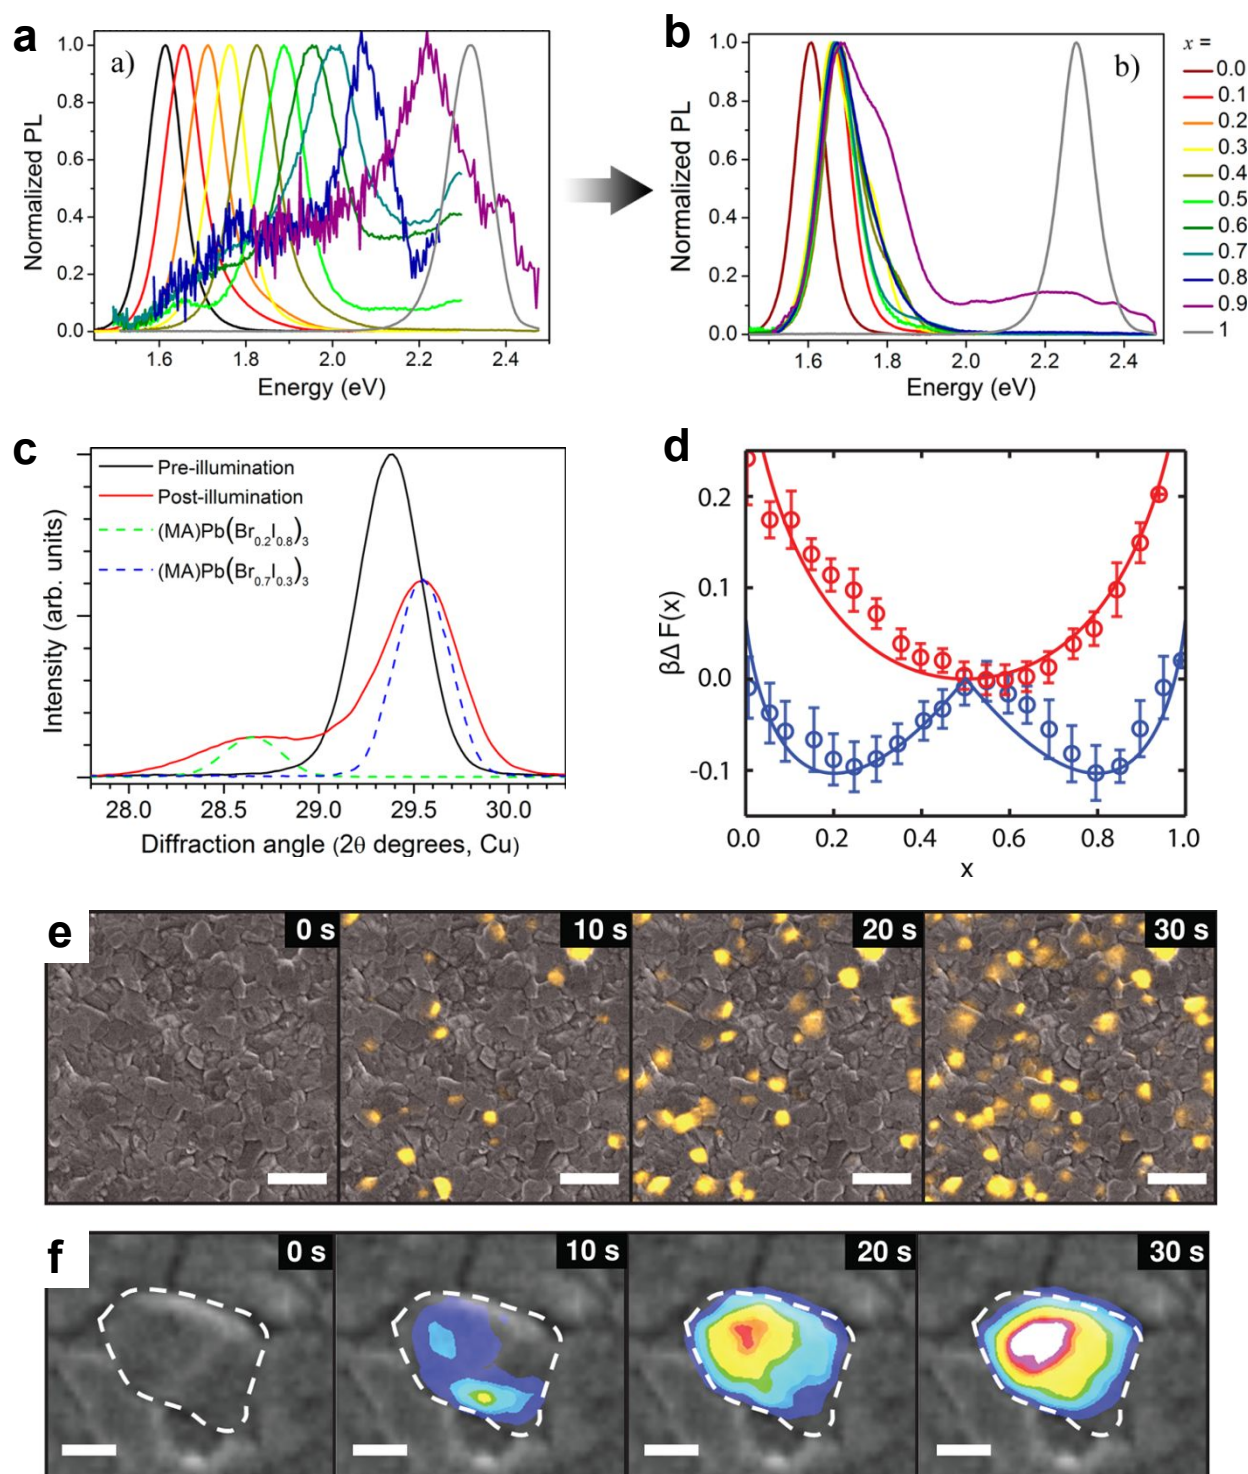 a
a)
Normalized PL
1.0
0.8
0.6
0.4
0.2
0.0
1.6 1.8 2.0 2.2 2.4
Energy (eV)
b
b)
Normalized PL
1.0
0.8
0.6
0.4
0.2
0.0
1.6 1.8 2.0 2.2 2.4
Energy (eV)
x =
0.0
0.1
0.2
0.3
0.4
0.5
0.6
0.7
0.8
0.9
1
c
Pre-illumination
Post-illumination
(MA)Pb(Br0.2I0.8)3
(MA)Pb(Br0.7I0.3)3
Intensity (arb. units)
28.0 28.5 29.0 29.5 30.0
Diffraction angle (2θ degrees, Cu)
d
βΔF(x)
0.2
0.1
0.0
-0.1
0.0 0.2 0.4 0.6 0.8 1.0
x
e
0 s 10 s 20 s 30 s
f
0 s 10 s 20 s 30 s